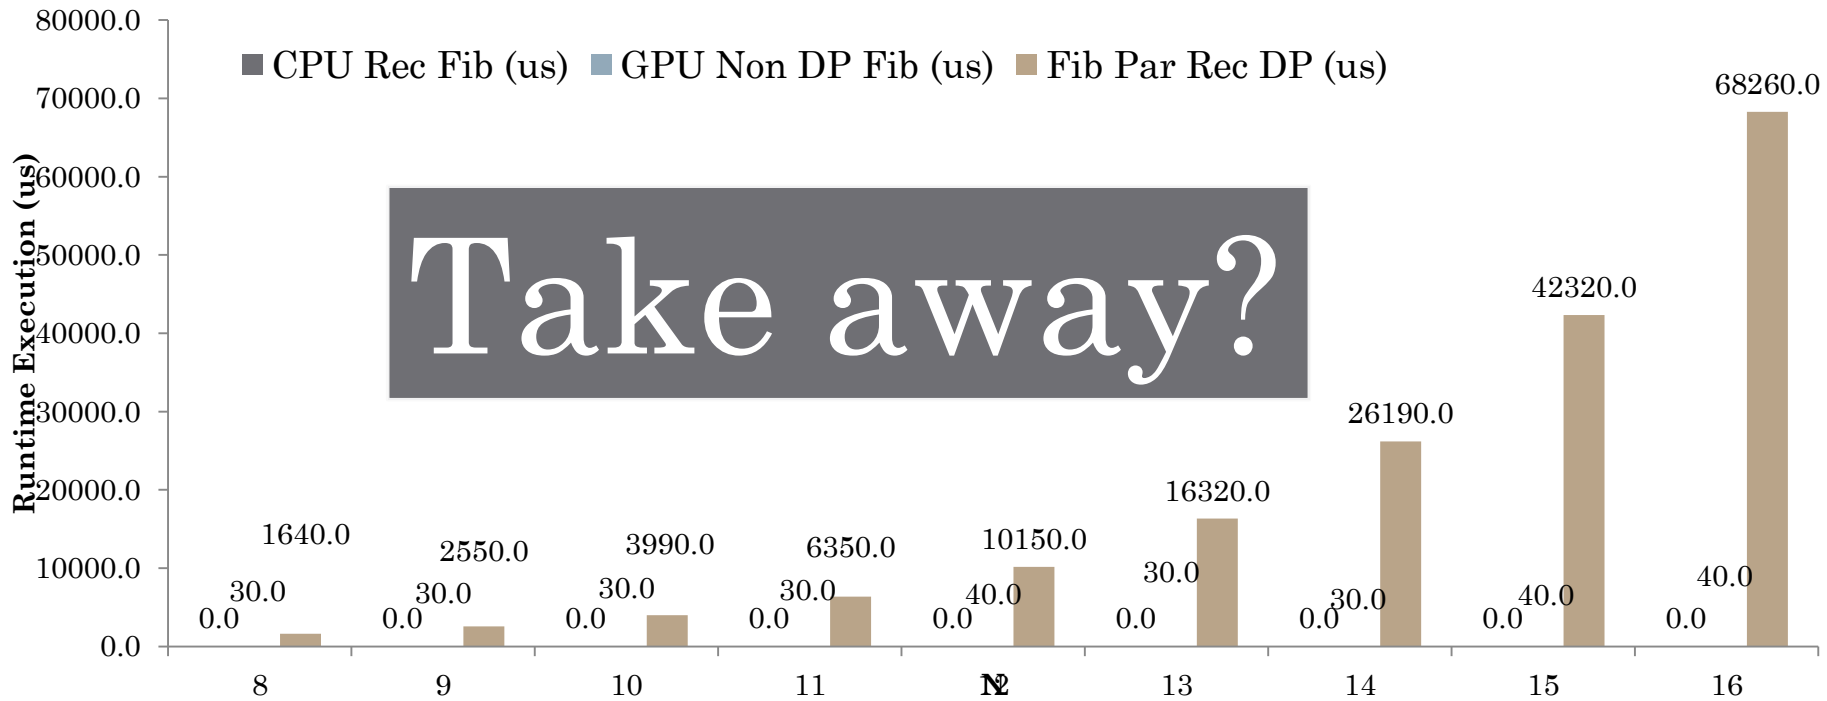 80000.0
CPU Rec Fib (us) GPU Non DP Fib (us) Fib Par Rec DP (us)
70000.0
68260.0
60000.0
Runtime Execution (us)
Take away?
50000.0
42320.0
40000.0
30000.0
26190.0
20000.0
16320.0
1640.0 2550.0 3990.0 6350.0 10150.0
10000.0
30.0 30.0 30.0 30.0 40.0 30.0 30.0 40.0 40.0
0.0 0.0 0.0 0.0 0.0 0.0 0.0 0.0 0.0
0.0
8 9 10 11 12 13 14 15 16
N